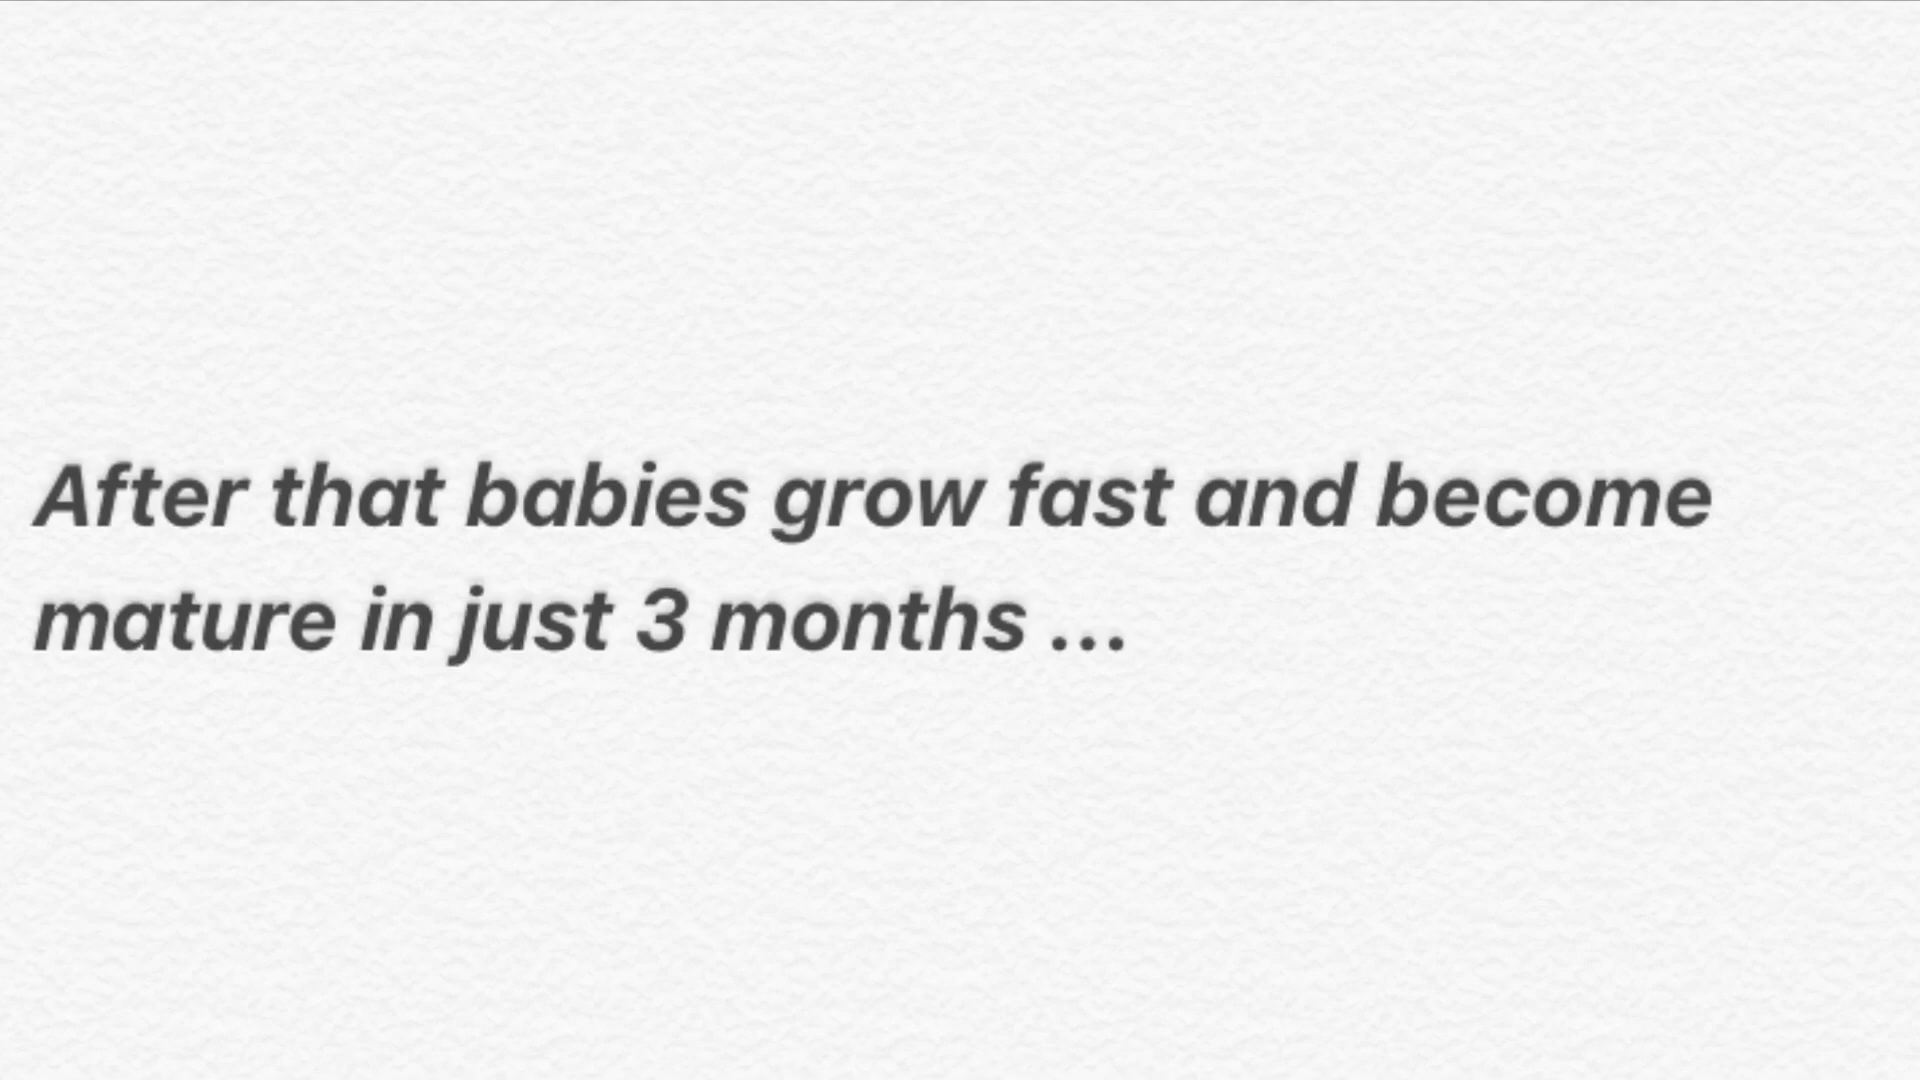 After that babies grow fast and become
mature in just 3 months ...